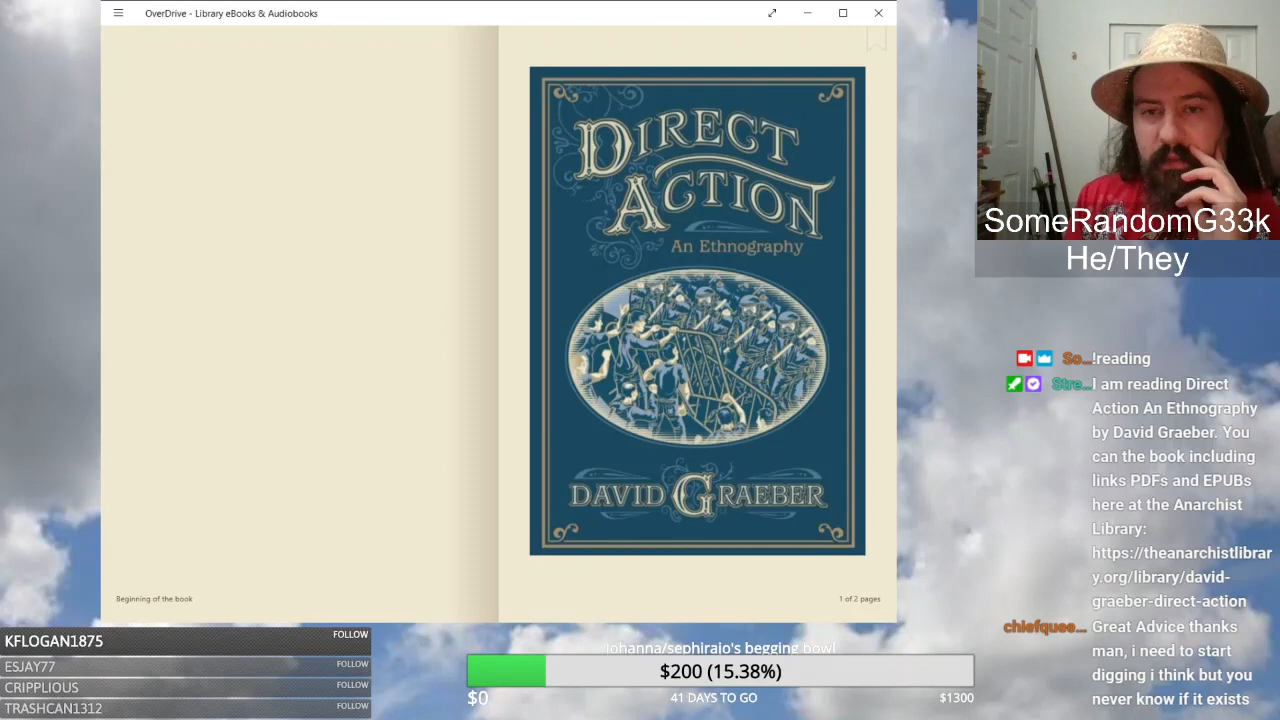 OverDrive - Library eBooks & Audiobooks
DIRECT
ACTION
An Ethnography
DAVID GRAEBER
Beginning of the book
1 of 2 pages
SomeRandomG33k
He/They
So... !reading
Stre... I am reading Direct
Action An Ethnography
by David Graeber. You
can the book including
links PDFs and EPUBs
here at the Anarchist
Library:
https://theanarchistlibrar
y.org/library/david-
graeber-direct-action
chiefquee... Great Advice thanks
man, i need to start
digging i think but you
never know if it exists
KFLOGAN1875 FOLLOW
ESJAY77 FOLLOW
CRIPPLIOUS FOLLOW
TRASHCAN1312 FOLLOW
begging bowl
$200 (15.38%)
$0
41 DAYS TO GO
$1300